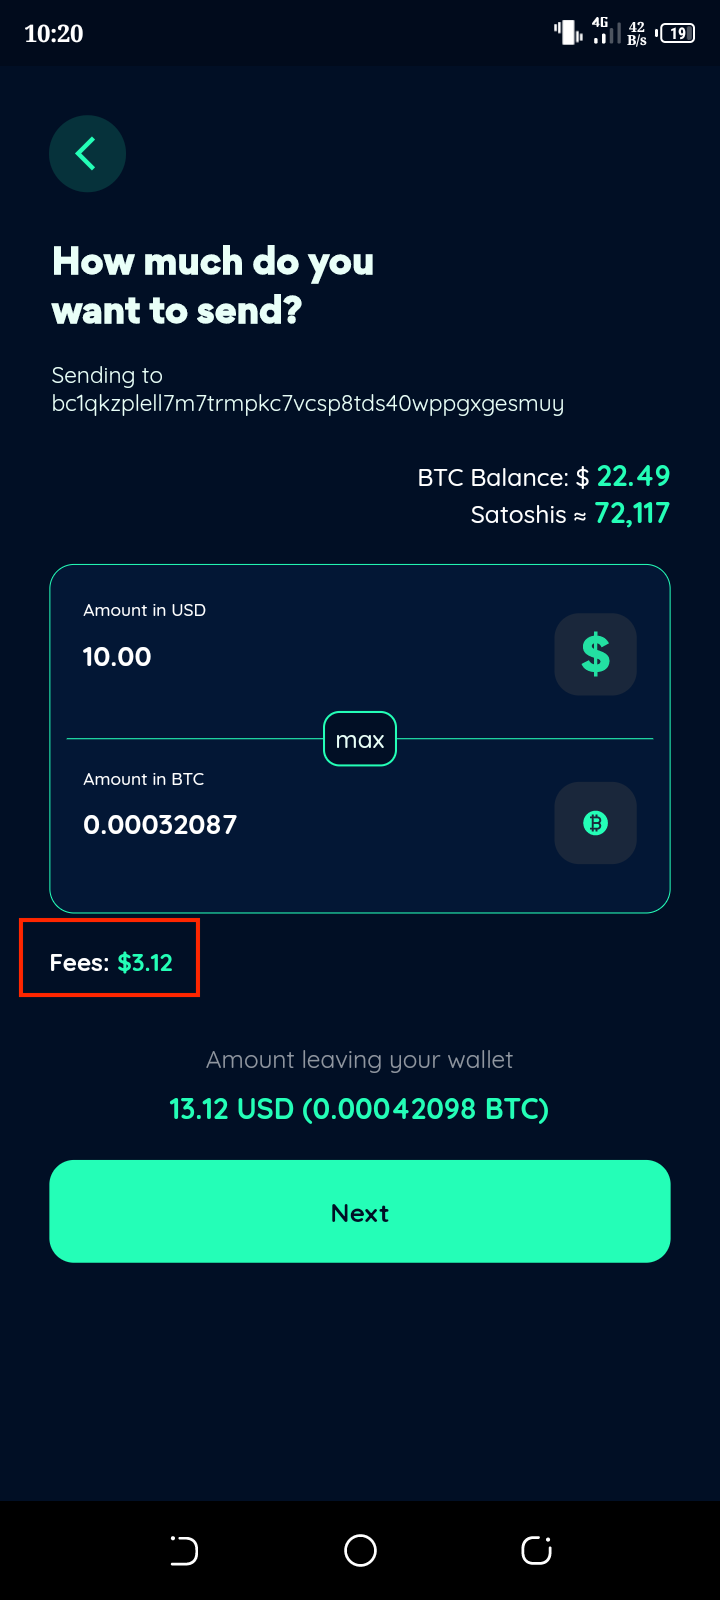 10:20
4G
42
B/s
19
How much do you
want to send?
Sending to
bc1qkzplell7m7trmpkc7vcsp8tds40wppgxgesmuy
BTC Balance: $ 22.49
Satoshis ≈ 72,117
Amount in USD
10.00
$
max
Amount in BTC
0.00032087
Fees: $3.12
Amount leaving your wallet
13.12 USD (0.00042098 BTC)
Next